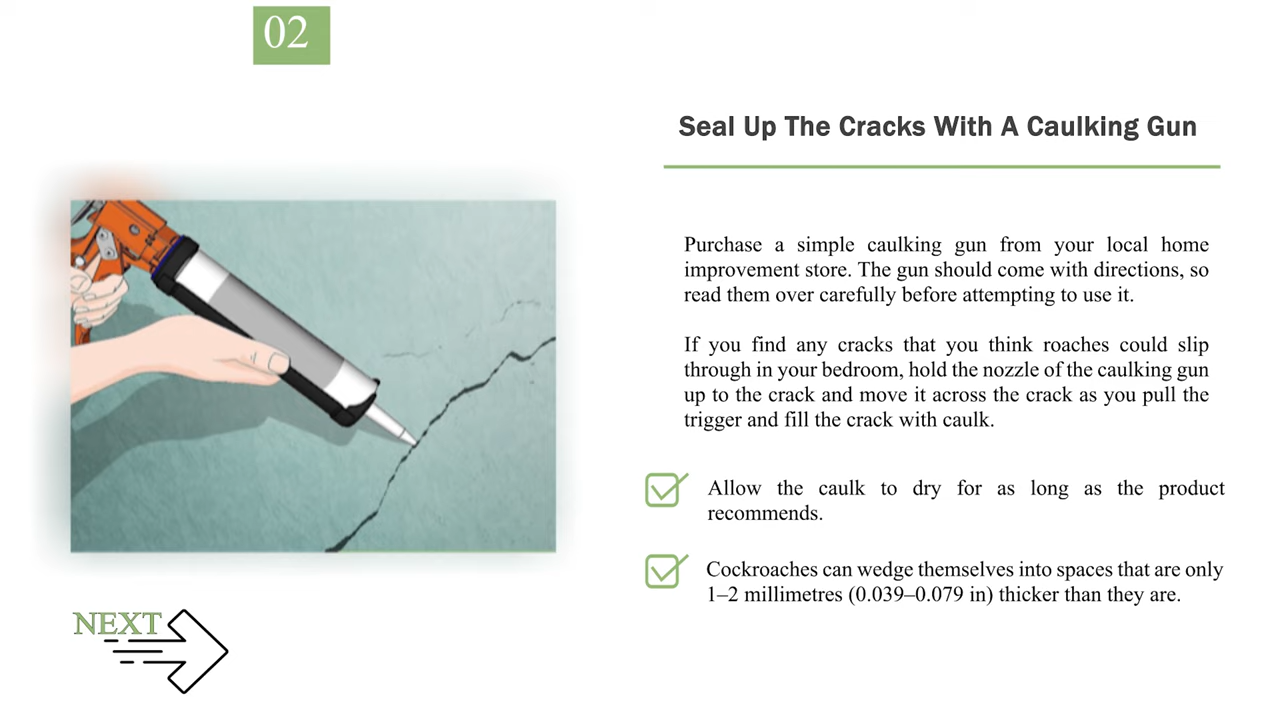 02
Seal Up The Cracks With A Caulking Gun
Purchase a simple caulking gun from your local home
improvement store. The gun should come with directions, so
read them over carefully before attempting to use it.
If you find any cracks that you think roaches could slip
through in your bedroom, hold the nozzle of the caulking gun
up to the crack and move it across the crack as you pull the
trigger and fill the crack with caulk.
Allow the caulk to dry for as long as the product
recommends.
Cockroaches can wedge themselves into spaces that are only
1–2 millimetres (0.039–0.079 in) thicker than they are.
NEXT